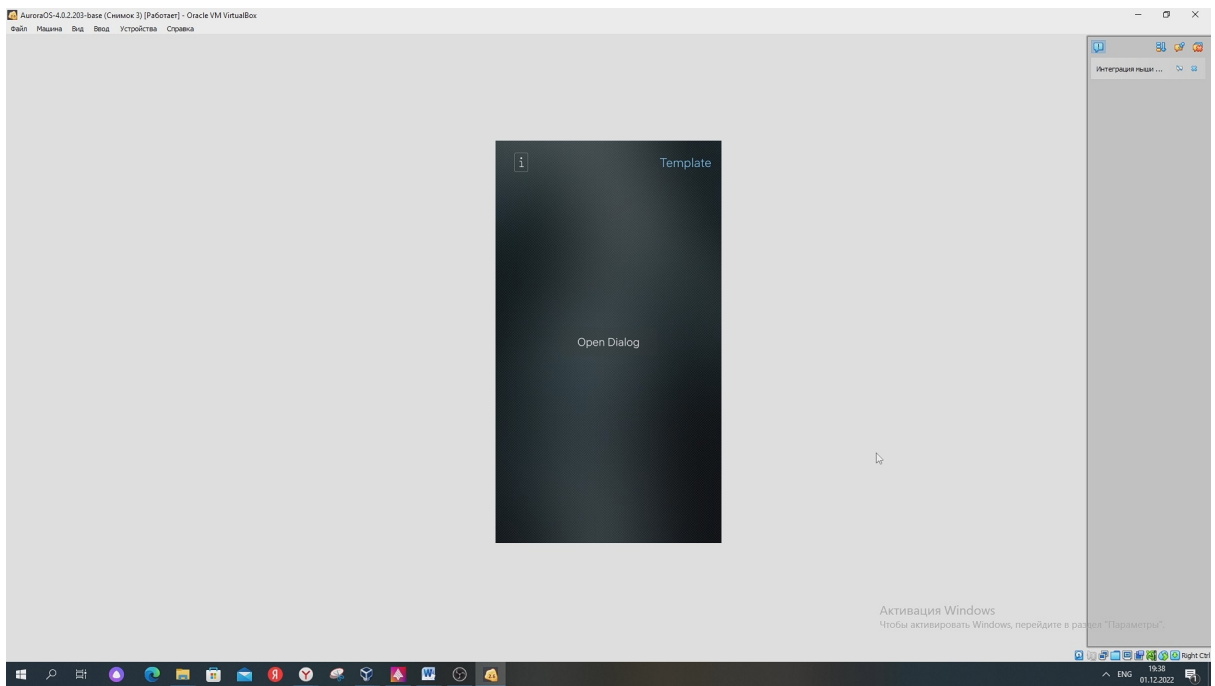 AuroraOS-4.0.2.203-base (Снимок 3) [Работает] - Oracle VM VirtualBox
Файл Машина Вид Ввод Устройства Справка
Интеграция мыши ...
i
Template
Open Dialog
Активация Windows
Чтобы активировать Windows, перейдите в раздел "Параметры".
Right Ctrl
ENG
19:38
01.12.2022